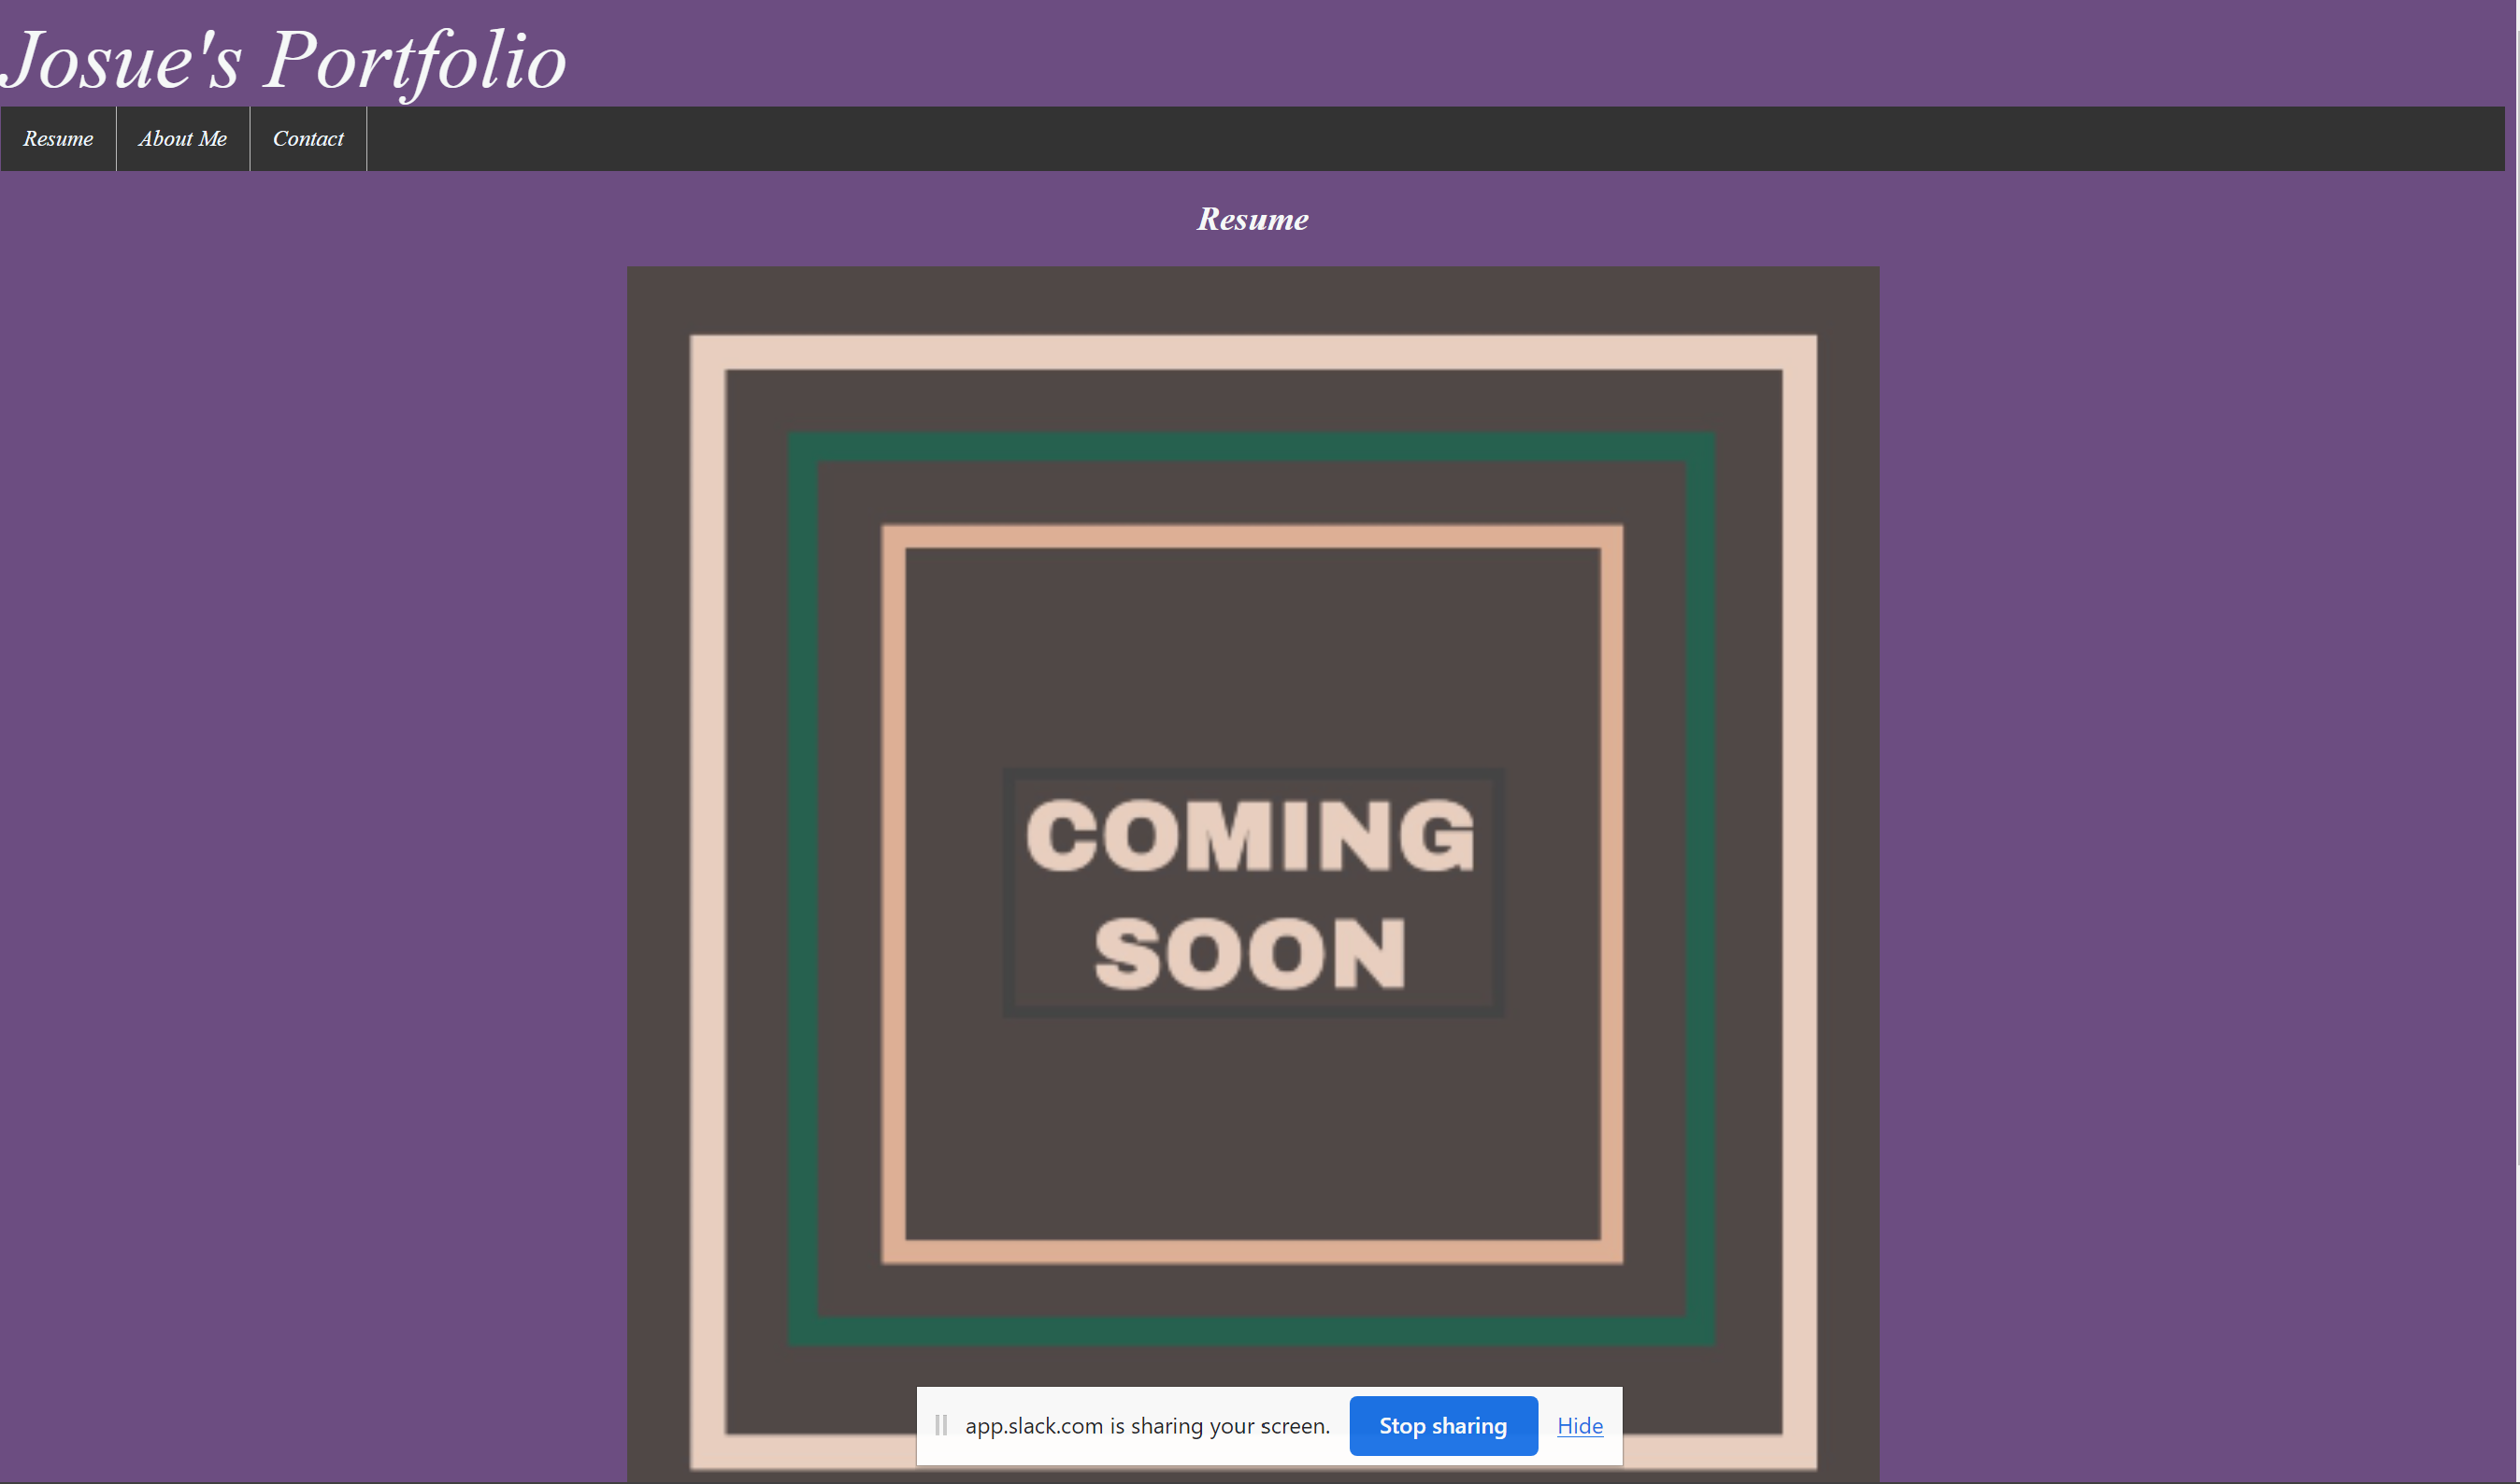 Josue's Portfolio
Resume About Me Contact
Resume
COMING
SOON
app.slack.com is sharing your screen. Stop sharing Hide